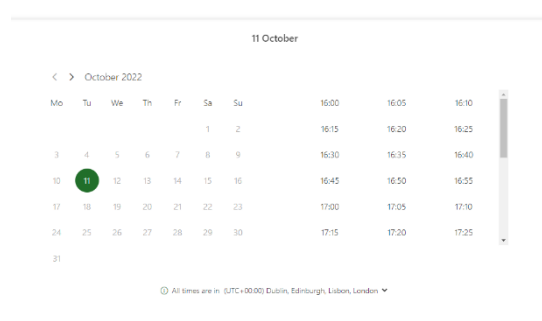 11 October
October 2022
Mo Tu We Th Fr Sa Su
1 2
3 4 5 6 7 8 9
10 11 12 13 14 15 16
17 18 19 20 21 22 23
24 25 26 27 28 29 30
31
16:00 16:05 16:10
16:15 16:20 16:25
16:30 16:35 16:40
16:45 16:50 16:55
17:00 17:05 17:10
17:15 17:20 17:25
All times are in (UTC+00:00) Dublin, Edinburgh, Lisbon, London